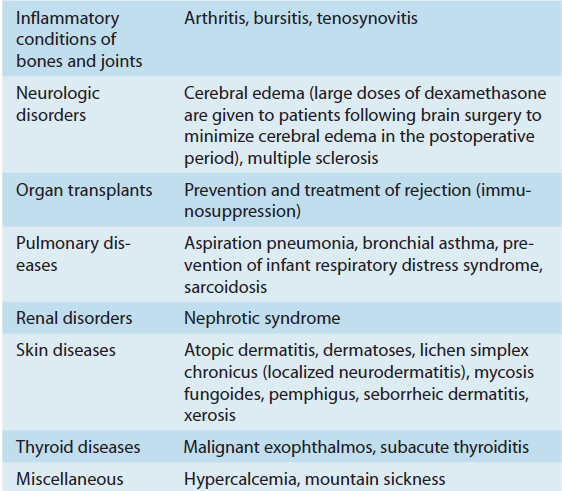 Inflammatory conditions of bones and joints
Arthritis, bursitis, tenosynovitis
Neurologic disorders
Cerebral edema (large doses of dexamethasone
are given to patients following brain surgery to
minimize cerebral edema in the postoperative
period), multiple sclerosis
Organ transplants
Prevention and treatment of rejection (immu-
nosuppression)
Pulmonary dis-
eases
Aspiration pneumonia, bronchial asthma, pre-
vention of infant respiratory distress syndrome,
sarcoidosis
Renal disorders
Nephrotic syndrome
Skin diseases
Atopic dermatitis, dermatoses, lichen simplex
chronicus (localized neurodermatitis), mycosis
fungoides, pemphigus, seborrheic dermatitis,
xerosis
Thyroid diseases
Malignant exophthalmos, subacute thyroiditis
Miscellaneous
Hypercalcemia, mountain sickness